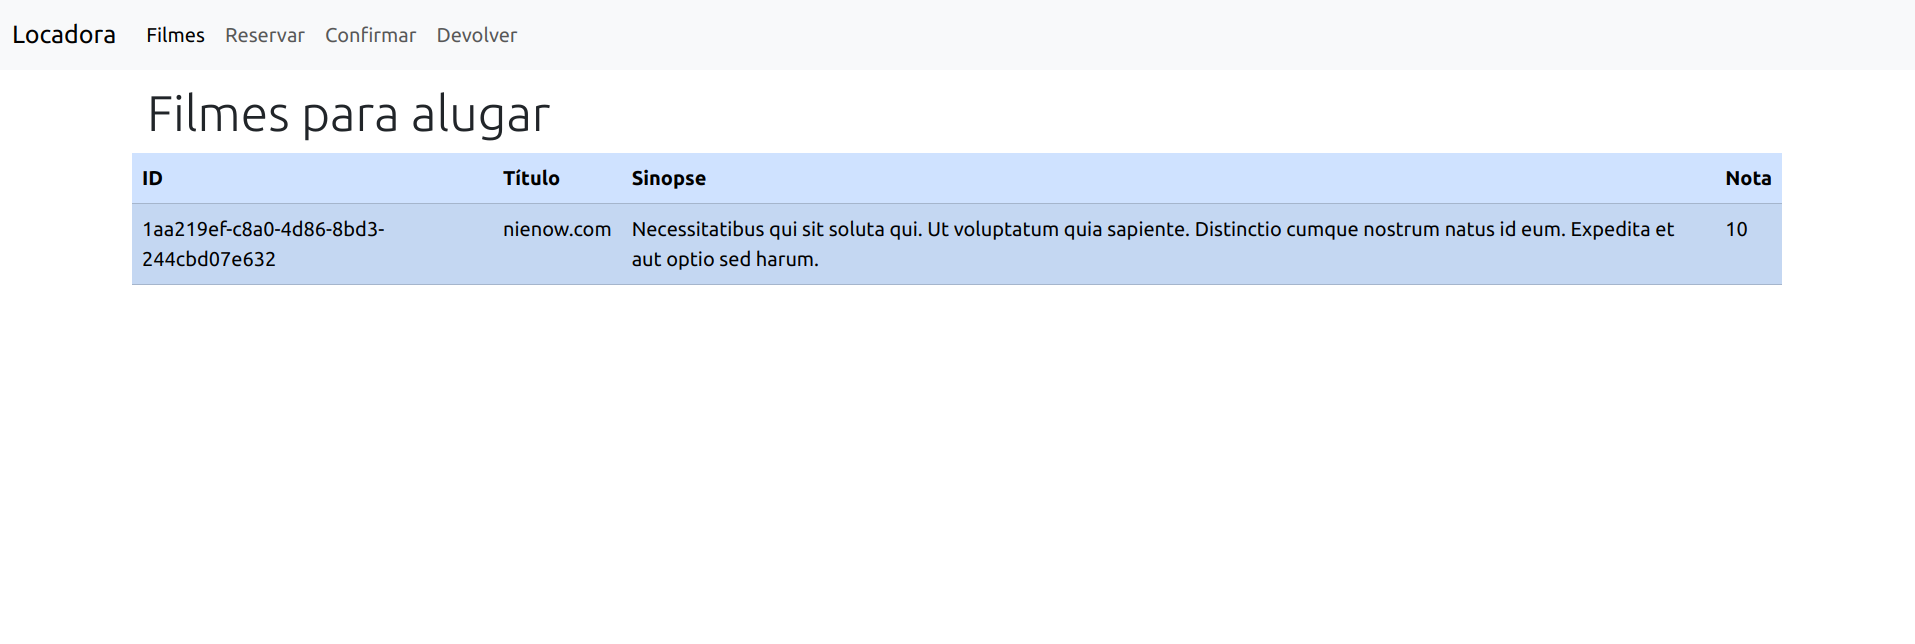 Locadora Filmes Reservar Confirmar Devolver
Filmes para alugar
ID Título Sinopse Nota
1aa219ef-c8a0-4d86-8bd3- nienow.com Necessitatibus qui sit soluta qui. Ut voluptatum quia sapiente. Distinctio cumque nostrum natus id eum. Expedita et 10
244cbd07e632 aut optio sed harum.